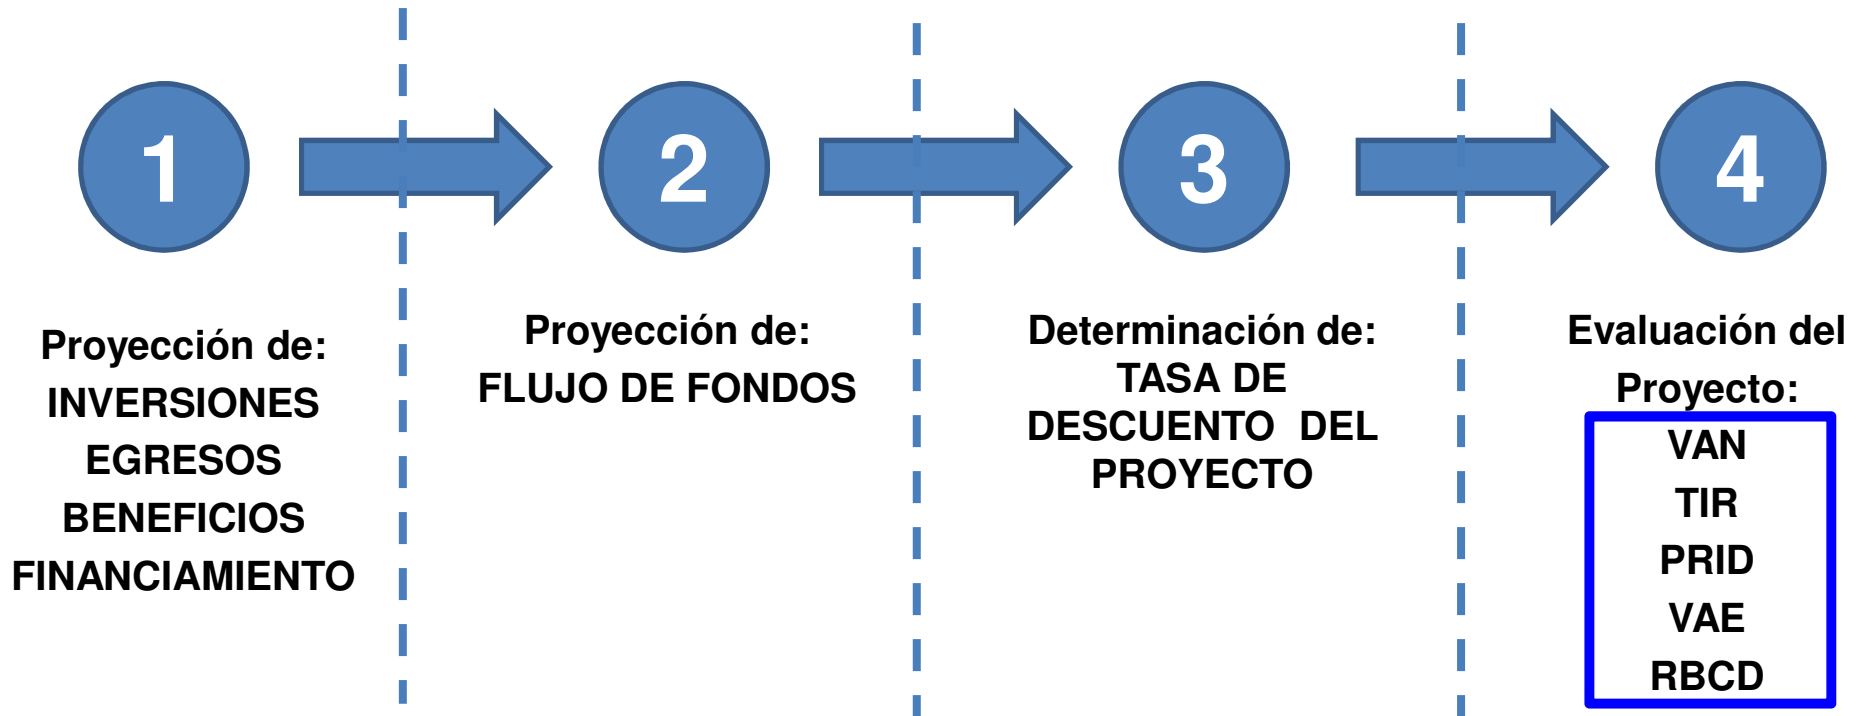 1
Proyección de:
INVERSIONES
EGRESOS
BENEFICIOS
FINANCIAMIENTO
2
Proyección de:
FLUJO DE FONDOS
3
Determinación de:
TASA DE
DESCUENTO DEL
PROYECTO
4
Evaluación del
Proyecto:
VAN
TIR
PRID
VAE
RBCD